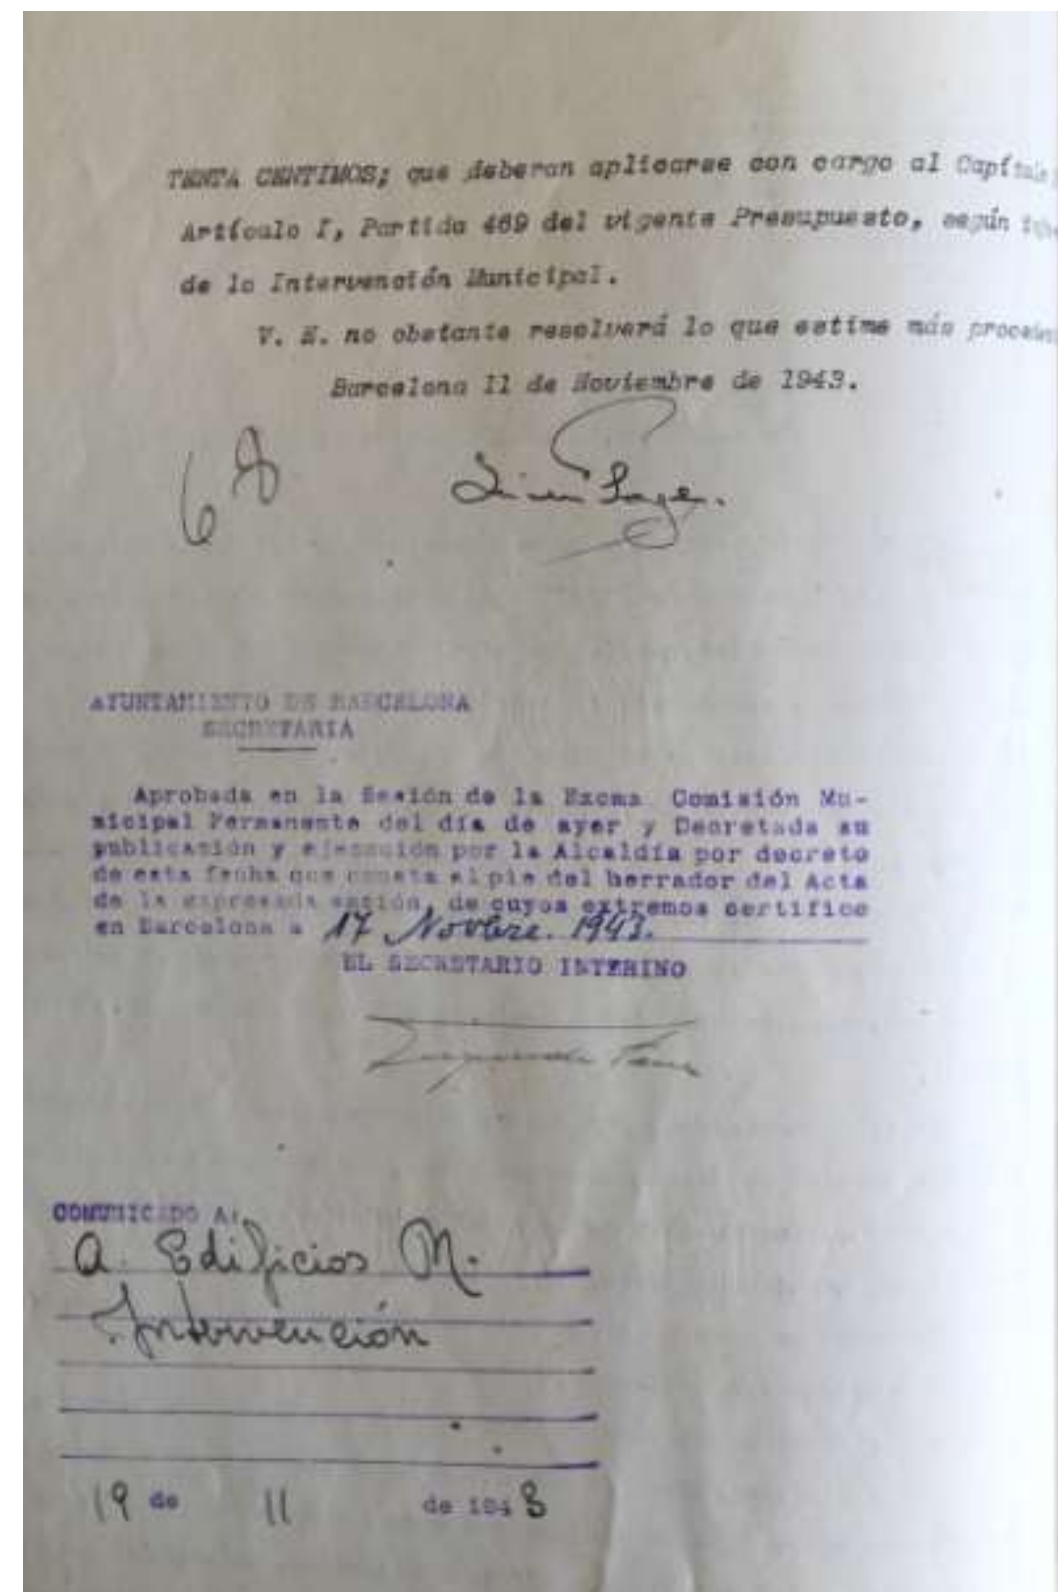 TENTA CENTIMOS; que deberan aplicarse con cargo al Capítulo
Artículo I, Partida 469 del vigente Presupuesto, según
de la Intervención Municipal.
V. E. no obstante resolverá lo que estime más
Barcelona 11 de Noviembre de 1943.
AYUNTAMIENTO DE BARCELONA
SECRETARIA
Aprobada en la Sesión de la Excma Comisión Mu-
nicipal Permanente del día de ayer y Decretada su
publicación y ejecución por la Alcaldía por decreto
de esta fecha que consta al pie del borrador del Acta
de la expresada sesión, de cuyos extremos certifico
en Barcelona a 17 Novbre. 1943.
EL SECRETARIO INTERINO
COMUNICADO A:
A. Edificios M.
Intervención
19 de 11 de 1943